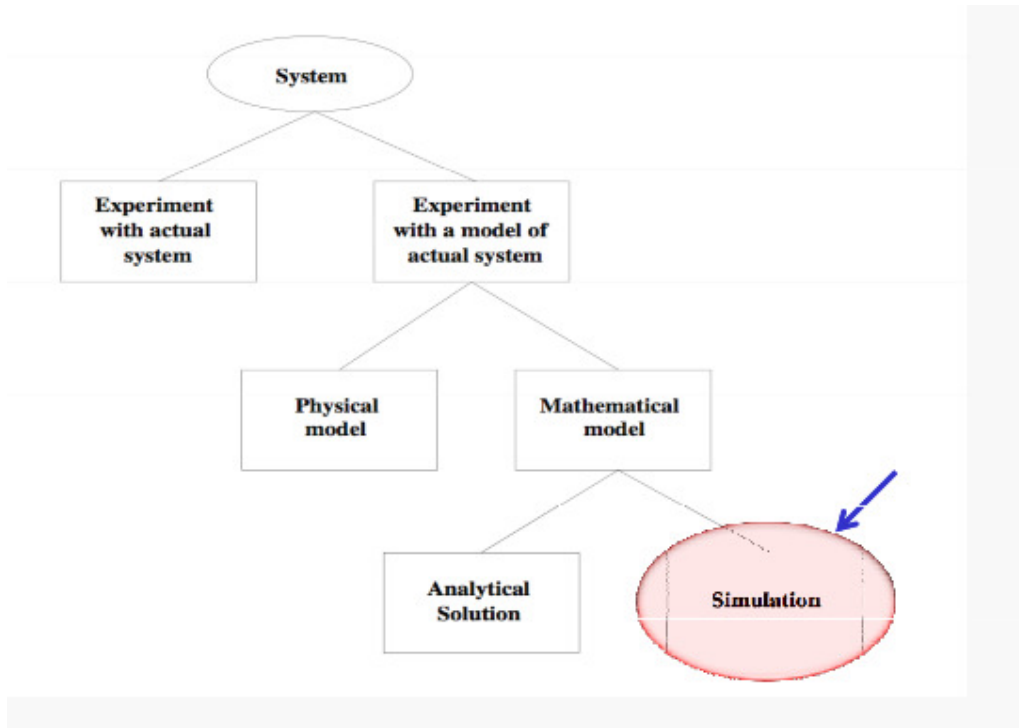 System
Experiment
with actual
system
Experiment
with a model of
actual system
Physical
model
Mathematical
model
Analytical
Solution
Simulation